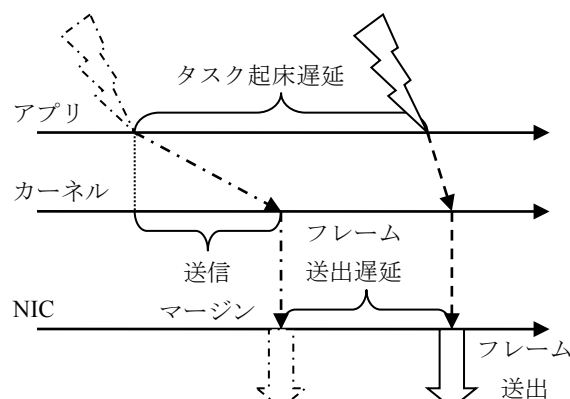 タスク起床遅延
アプリ
カーネル
フレーム
送信
送出遅延
NIC
マージン
フレーム
送出